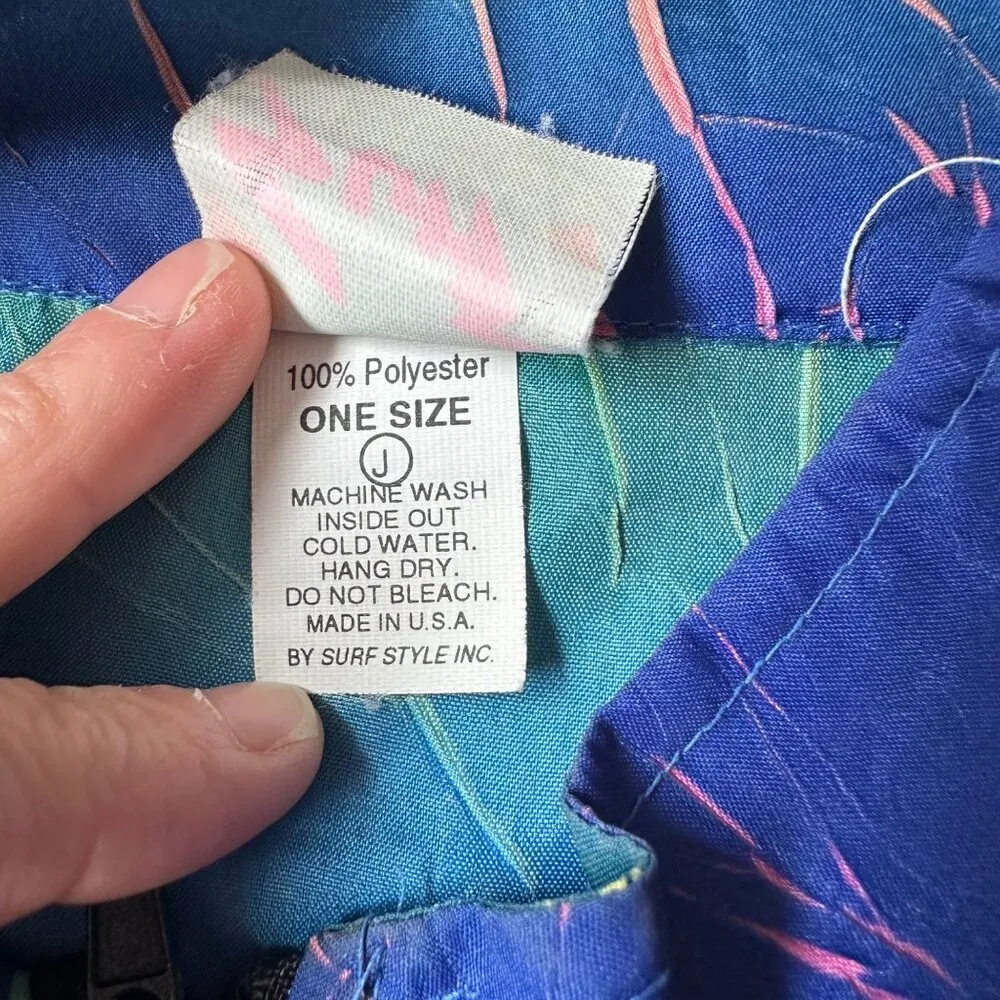 100% Polyester
ONE SIZE
J
MACHINE WASH
INSIDE OUT
COLD WATER.
HANG DRY.
DO NOT BLEACH.
MADE IN U.S.A.
BY SURF STYLE INC.